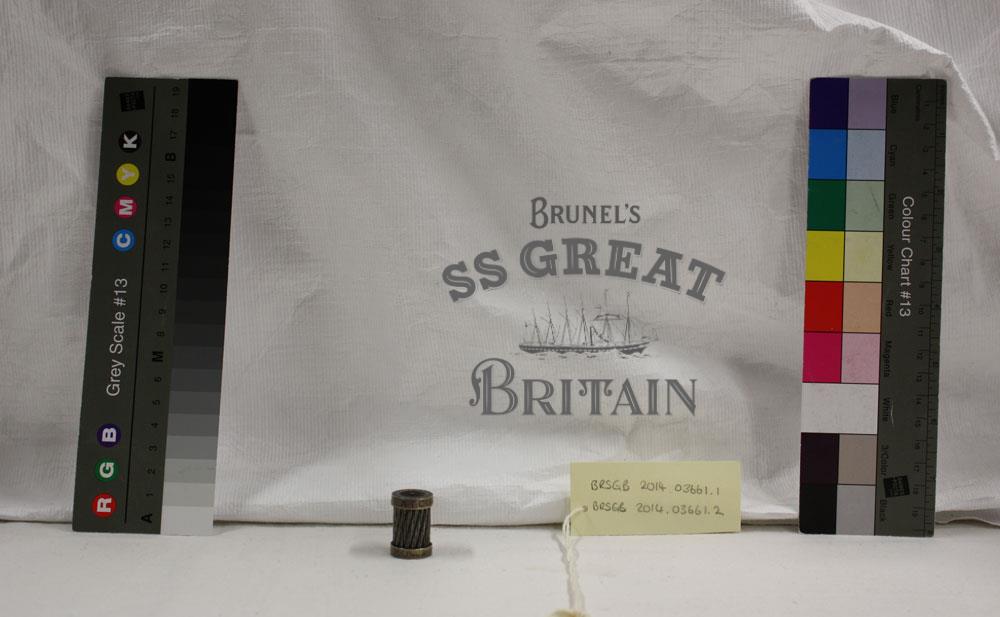 BRUNEL'S
SS GREAT
BRITAIN
BRSGB 2014 03661.1
BRSGB 2014.03661.2
Grey Scale #13
R G B
C M Y K
A 1 2 3 4 5 6 M 8 9 10 11 12 13 14 15 B 17 18 19
Colour Chart #13
Blue
Cyan
Green
Yellow
Red
Magenta
White
3/Color
Black